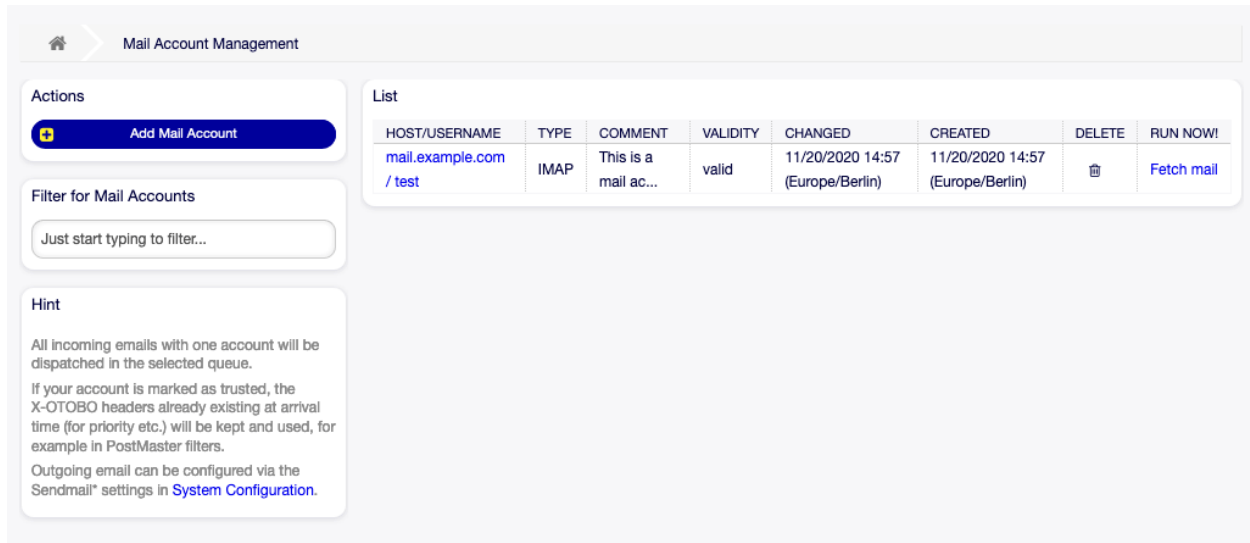 Mail Account Management
Actions
Add Mail Account
Filter for Mail Accounts
Just start typing to filter...
Hint
All incoming emails with one account will be
dispatched in the selected queue.
If your account is marked as trusted, the
X-OTOBO headers already existing at arrival
time (for priority etc.) will be kept and used, for
example in PostMaster filters.
Outgoing email can be configured via the
Sendmail* settings in System Configuration.
List
HOST/USERNAME TYPE COMMENT VALIDITY CHANGED CREATED DELETE RUN NOW!
mail.example.com This is a 11/20/2020 14:57 11/20/2020 14:57
IMAP valid Fetch mail
/ test mail ac... (Europe/Berlin) (Europe/Berlin)